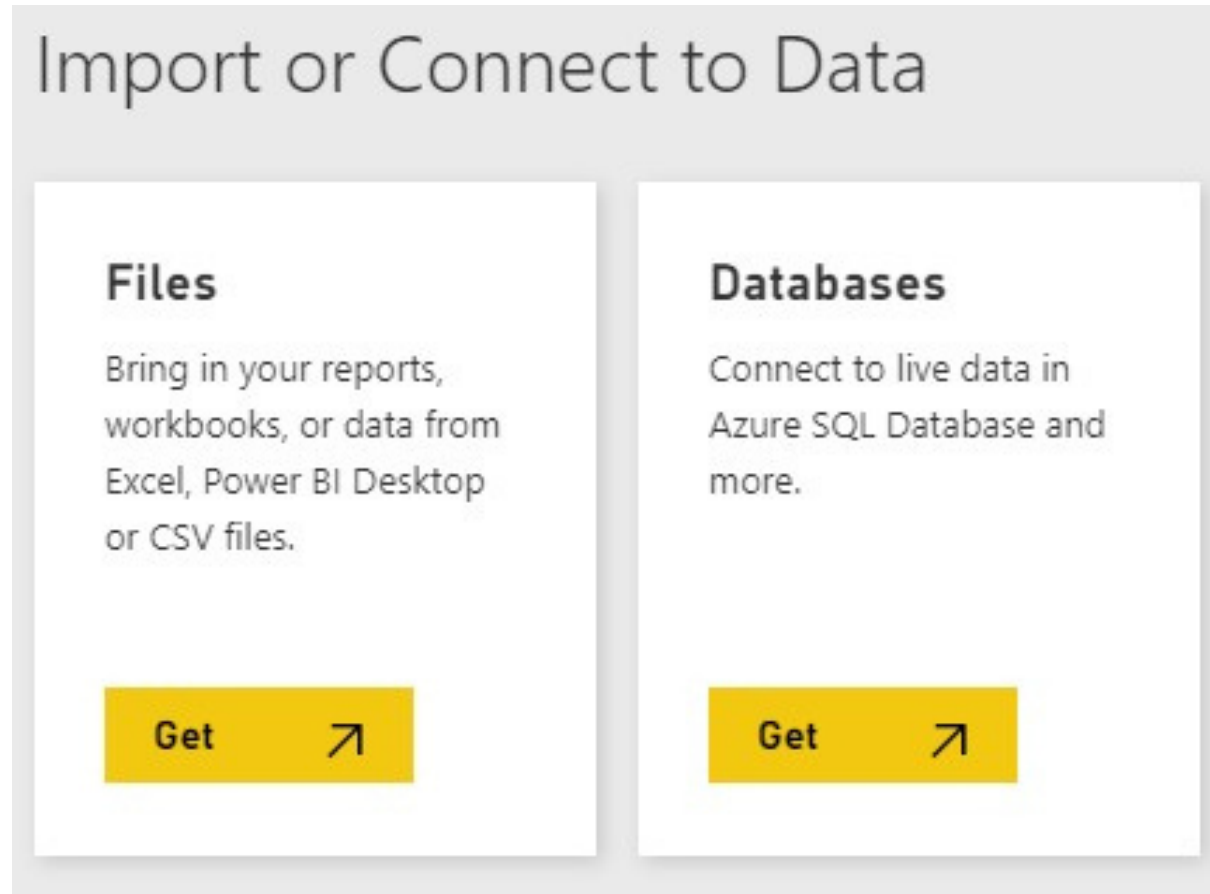 Import or Connect to Data
Files
Bring in your reports,
workbooks, or data from
Excel, Power BI Desktop
or CSV files.
Get
Databases
Connect to live data in
Azure SQL Database and
more.
Get